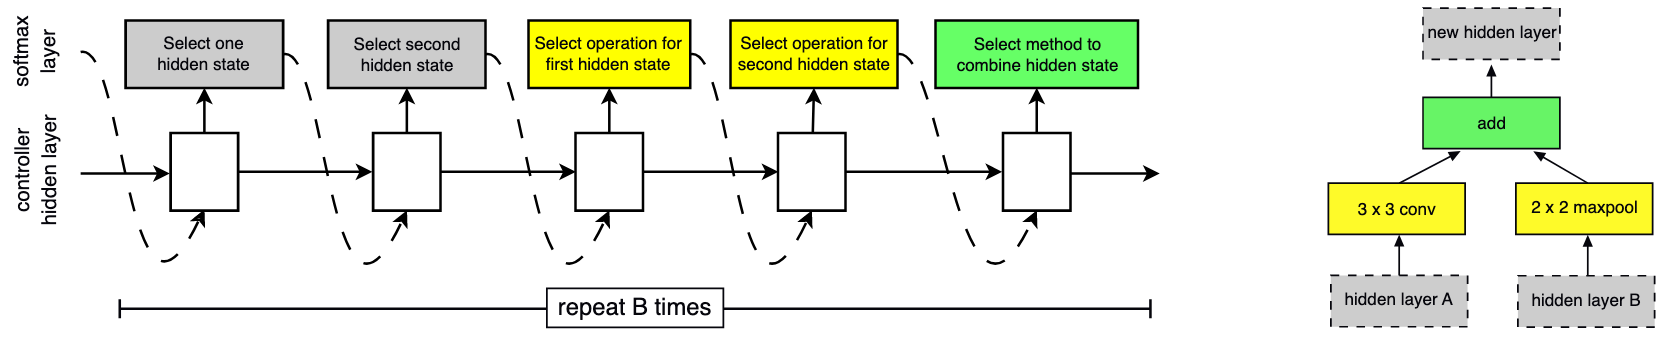 softmax
layer
controller
hidden layer
Select one
hidden state
Select second
hidden state
Select operation for
first hidden state
Select operation for
second hidden state
Select method to
combine hidden state
repeat B times
new hidden layer
add
3 x 3 conv
2 x 2 maxpool
hidden layer A
hidden layer B